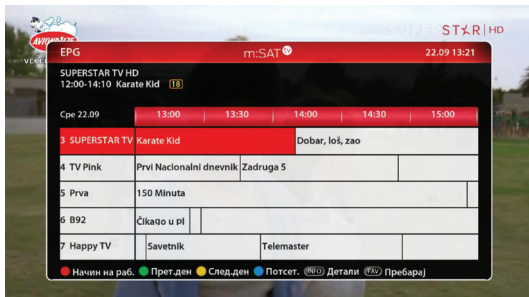 SUPERSTAR HD
AVIONDŽIZE
EPG m:SAT tv 22.09 13:21
SUPERSTAR TV HD
12:00-14:10 Karate Kid 18
Сре 22.09 13:00 13:30 14:00 14:30 15:00
3 SUPERSTAR TV Karate Kid Dobar, loš, zao
4 TV Pink Prvi Nacionalni dnevnik Zadruga 5
5 Prva 150 Minuta
6 B92 Čikago u pl
7 Happy TV Savetnik Telemaster
Начин на раб. Прет.ден След.ден Потсет. INFO Детали FAV Пребарај